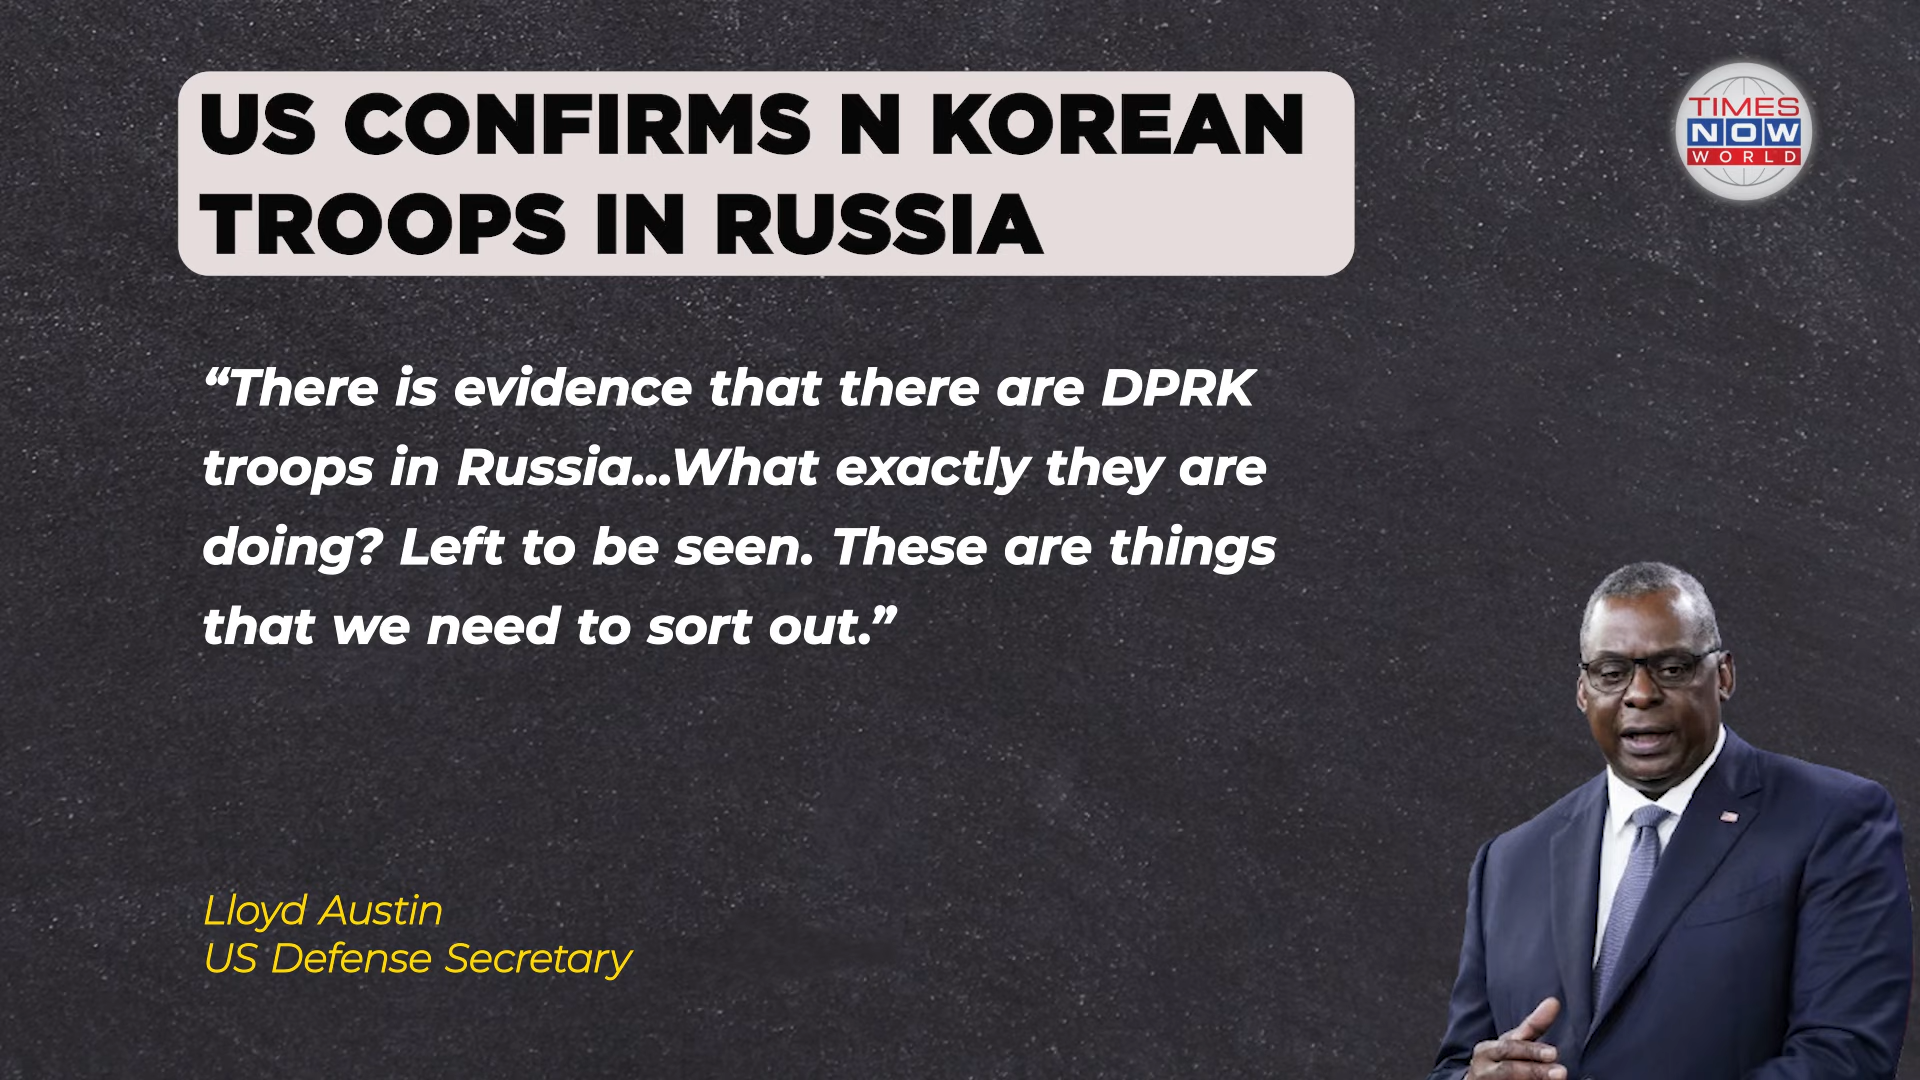 US CONFIRMS N KOREAN
TROOPS IN RUSSIA
TIMES
NOW
WORLD
“There is evidence that there are DPRK
troops in Russia...What exactly they are
doing? Left to be seen. These are things
that we need to sort out.”
Lloyd Austin
US Defense Secretary